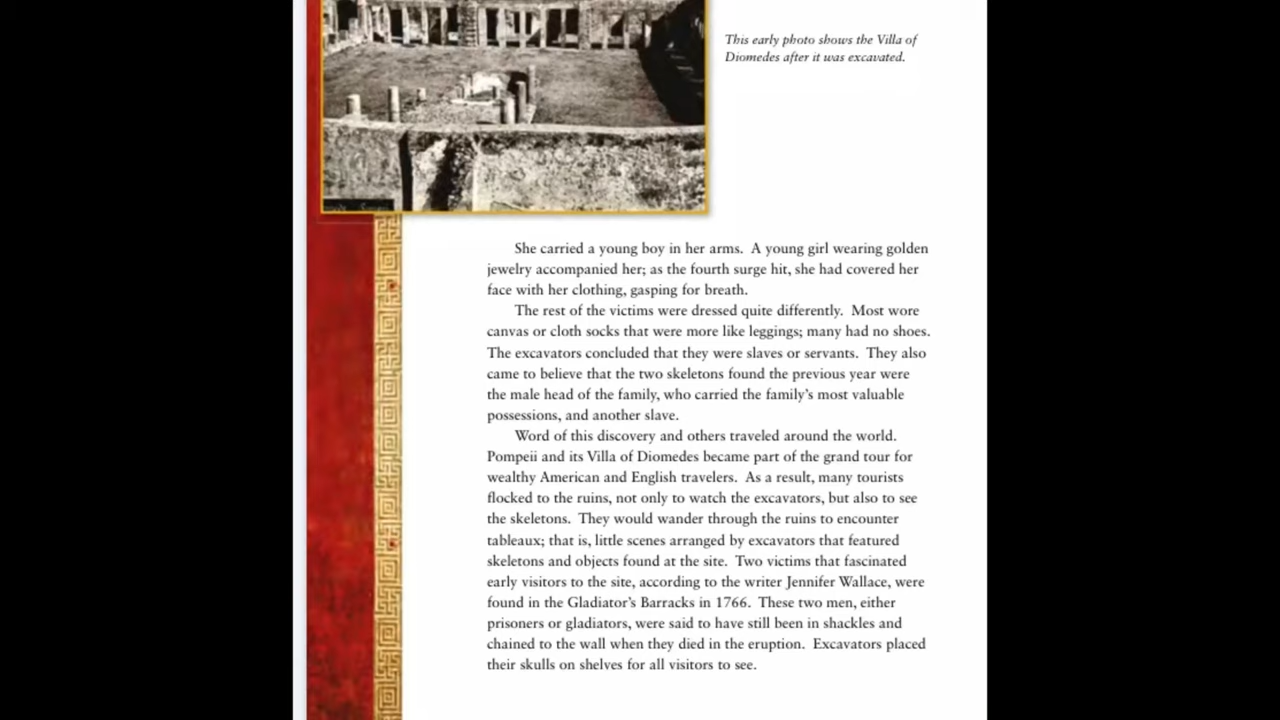 This early photo shows the Villa of
Diomedes after it was excavated.
She carried a young boy in her arms. A young girl wearing golden
jewelry accompanied her; as the fourth surge hit, she had covered her
face with her clothing, gasping for breath.
The rest of the victims were dressed quite differently. Most wore
canvas or cloth socks that were more like leggings; many had no shoes.
The excavators concluded that they were slaves or servants. They also
came to believe that the two skeletons found the previous year were
the male head of the family, who carried the family's most valuable
possessions, and another slave.
Word of this discovery and others traveled around the world.
Pompeii and its Villa of Diomedes became part of the grand tour for
wealthy American and English travelers. As a result, many tourists
flocked to the ruins, not only to watch the excavators, but also to see
the skeletons. They would wander through the ruins to encounter
tableaux; that is, little scenes arranged by excavators that featured
skeletons and objects found at the site. Two victims that fascinated
early visitors to the site, according to the writer Jennifer Wallace, were
found in the Gladiator's Barracks in 1766. These two men, either
prisoners or gladiators, were said to have still been in shackles and
chained to the wall when they died in the eruption. Excavators placed
their skulls on shelves for all visitors to see.